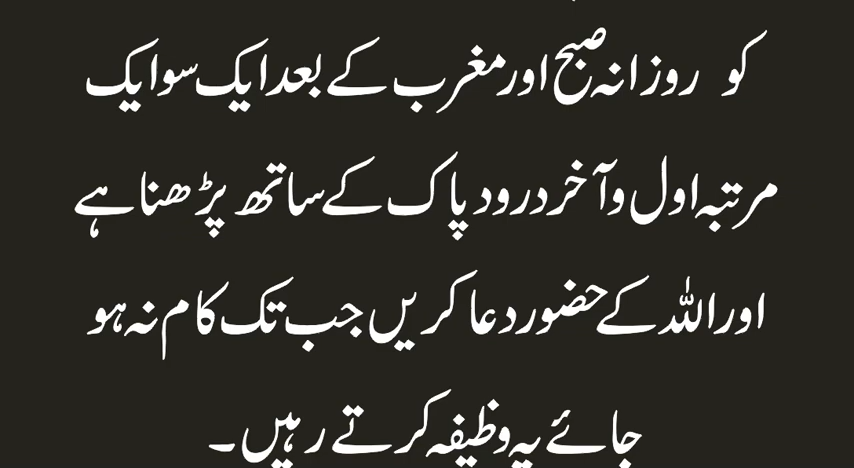 کو روزانہ صبح اور مغرب کے بعد ایک سو ایک
مرتبہ اول و آخر درود پاک کے ساتھ پڑھنا ہے
اور اللہ کے حضور دعا کریں جب تک کام نہ ہو
جائے یہ وظیفہ کرتے رہیں۔